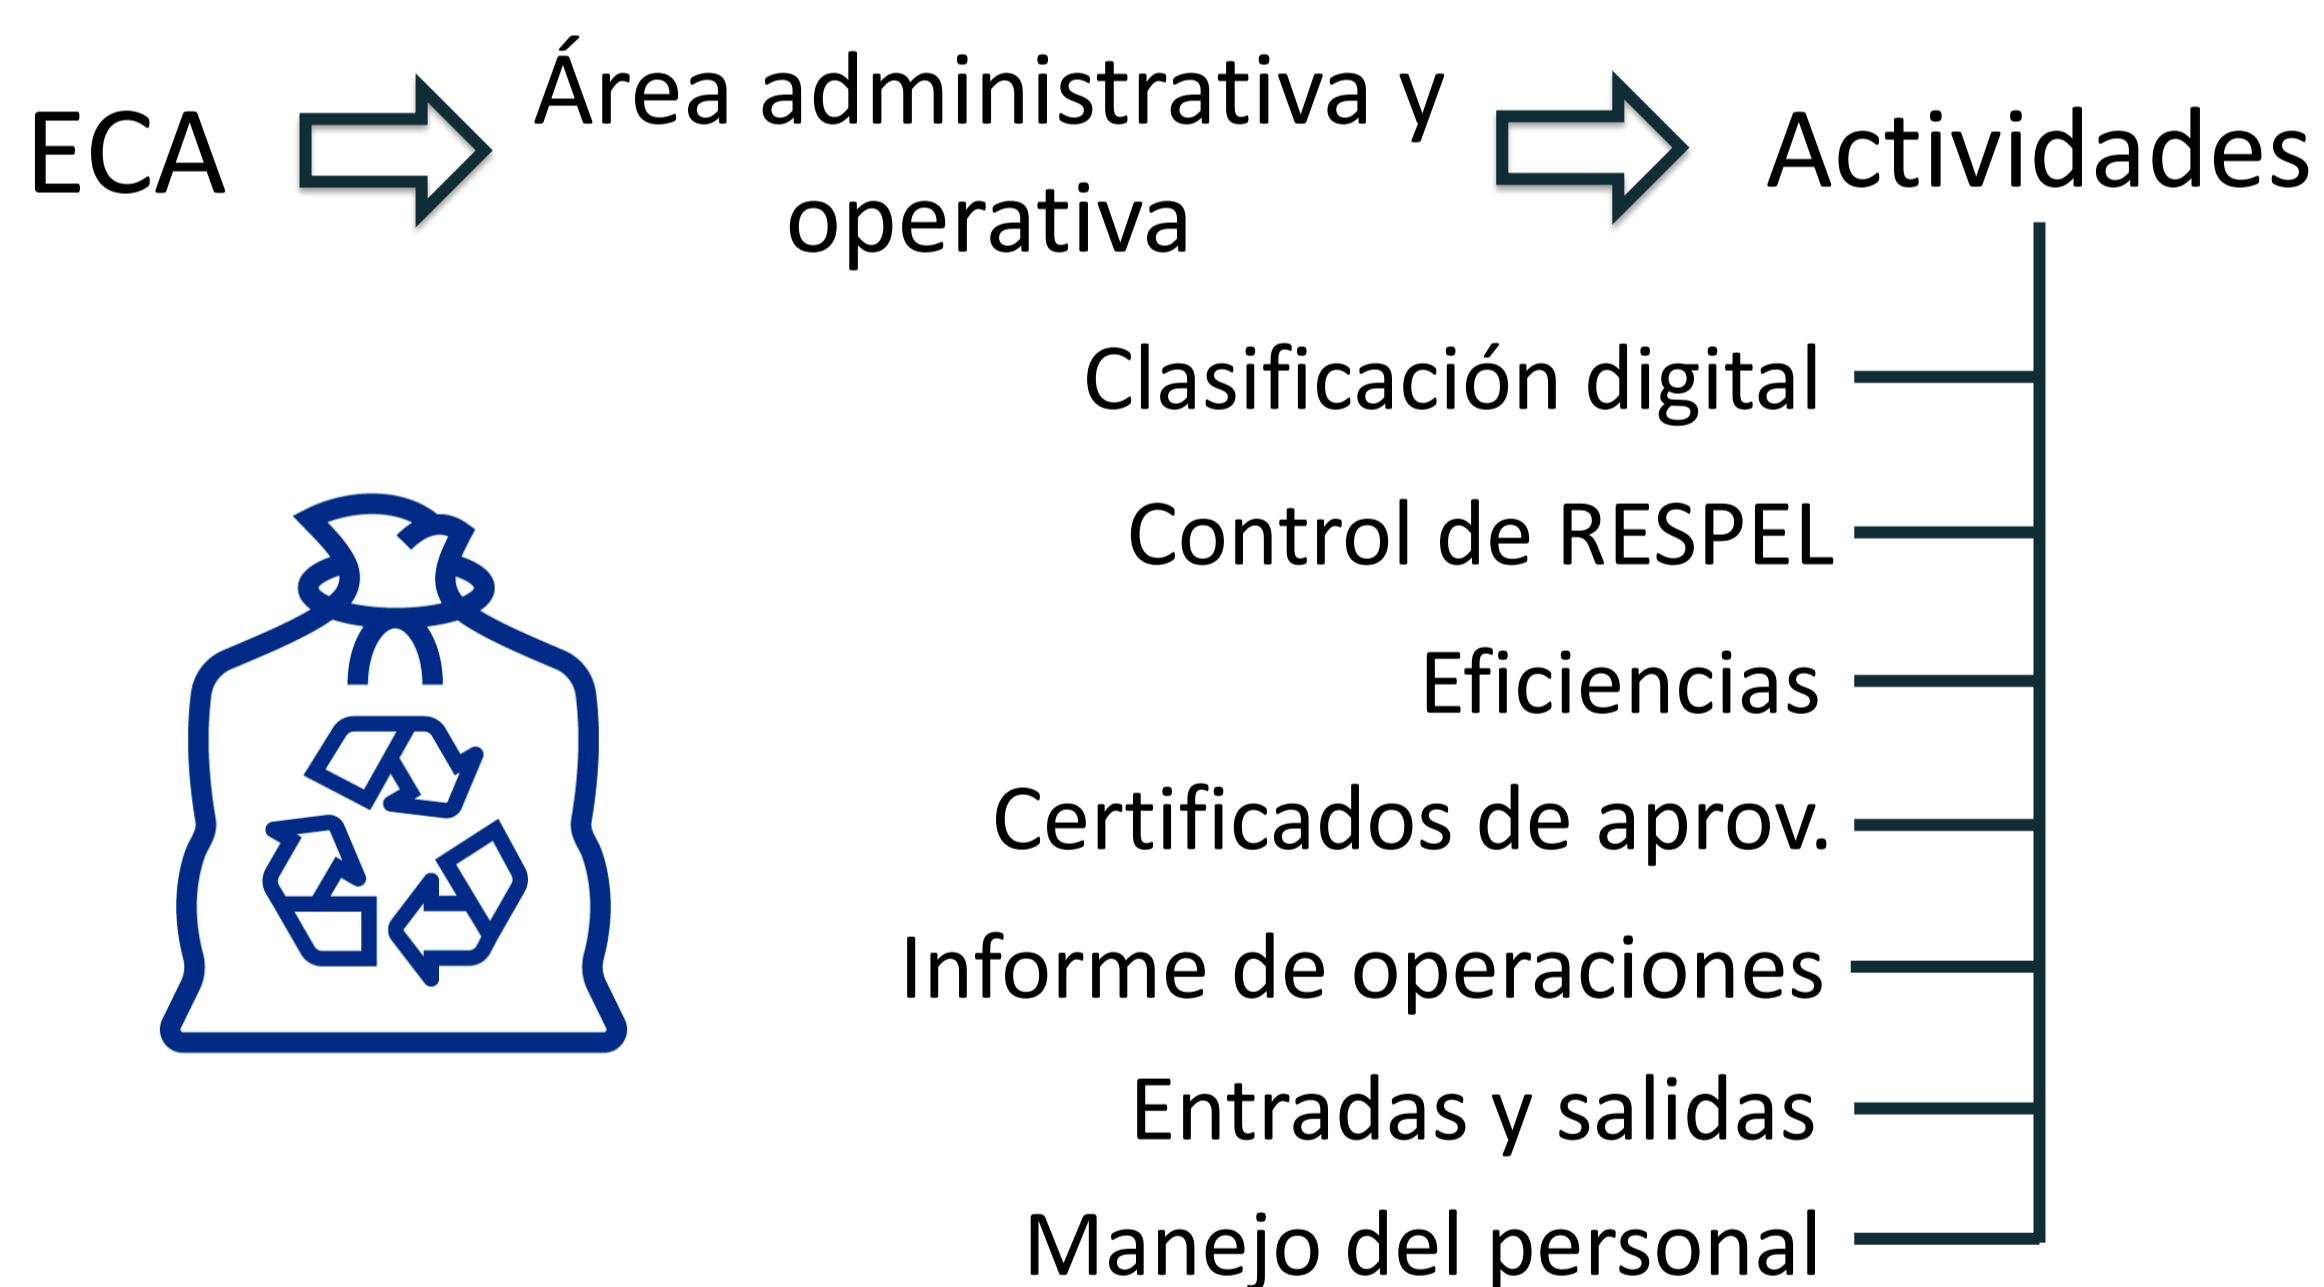 ECA
Área administrativa y
operativa
Actividades
Clasificación digital
Control de RESPEL
Eficiencias
Certificados de aprov.
Informe de operaciones
Entradas y salidas
Manejo del personal